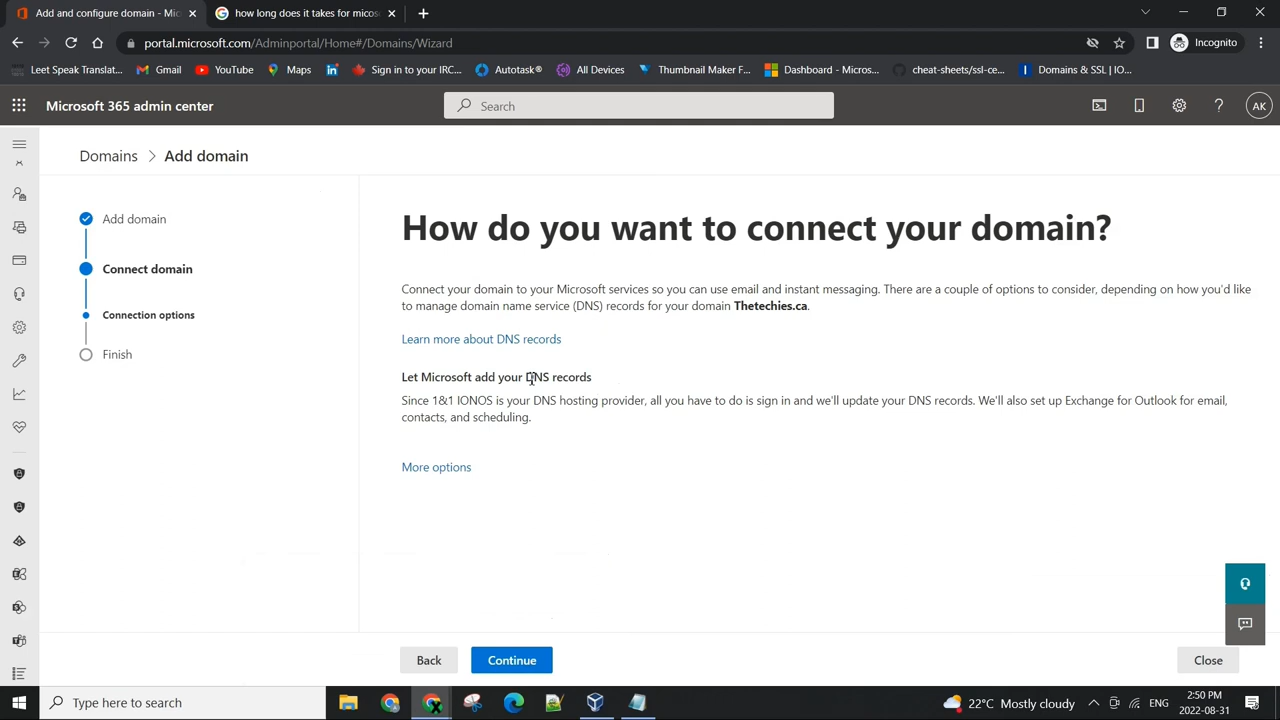 Add and configure domain - Mic
how long does it takes for micos
portal.microsoft.com/Adminportal/Home#/Domains/Wizard
Incognito
Leet Speak Translat...
Gmail
YouTube
Maps
Sign in to your IRC...
Autotask®
All Devices
Thumbnail Maker F...
Dashboard - Micros...
cheat-sheets/ssl-ce...
Domains & SSL | IO...
Microsoft 365 admin center
Search
AK
Domains > Add domain
Add domain
Connect domain
Connection options
Finish
How do you want to connect your domain?
Connect your domain to your Microsoft services so you can use email and instant messaging. There are a couple of options to consider, depending on how you'd like
to manage domain name service (DNS) records for your domain Thetechies.ca.
Learn more about DNS records
Let Microsoft add your DNS records
Since 1&1 IONOS is your DNS hosting provider, all you have to do is sign in and we'll update your DNS records. We'll also set up Exchange for Outlook for email,
contacts, and scheduling.
More options
Back
Continue
Close
Type here to search
22°C Mostly cloudy
ENG
2:50 PM
2022-08-31